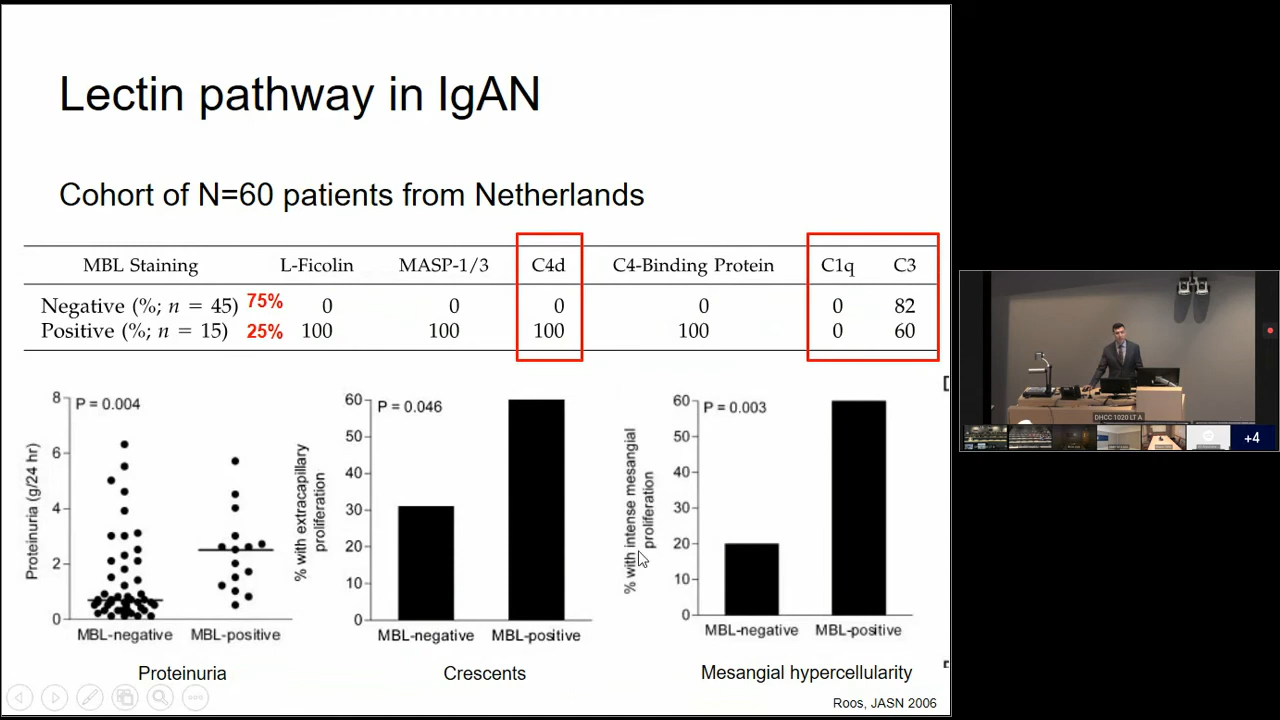 Lectin pathway in IgAN
Cohort of N=60 patients from Netherlands
MBL Staining L-Ficolin MASP-1/3 C4d C4-Binding Protein C1q C3
Negative (%; n = 45) 75% 0 0 0 0 0 82
Positive (%; n = 15) 25% 100 100 100 100 0 60
P = 0.004
Proteinuria (g/24 hr)
8
6
4
2
0
MBL-negative MBL-positive
Proteinuria
P = 0.046
% with extracapillary
proliferation
60
50
40
30
20
10
0
MBL-negative MBL-positive
Crescents
P = 0.003
% with intense mesangial
proliferation
60
50
40
30
20
10
0
MBL-negative MBL-positive
Mesangial hypercellularity
Roos, JASN 2006
DHCC 1020 LT A
+4